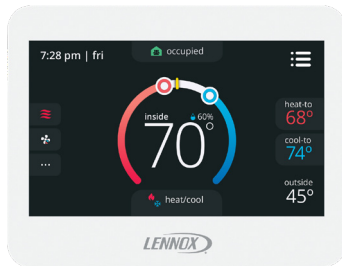 7:28 pm | fri
occupied
inside
60%
70°
heat-to
68°
cool-to
74°
outside
45°
heat/cool
LENNOX